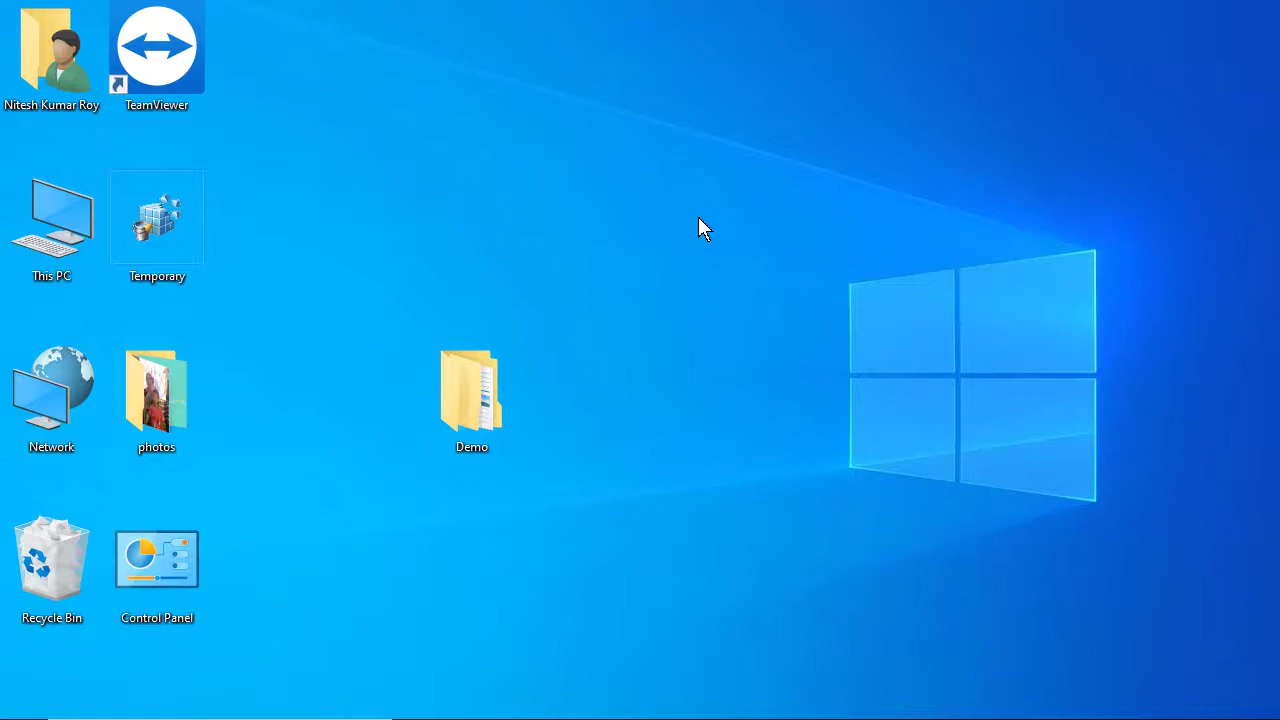 Nitesh Kumar Roy
TeamViewer
This PC
Temporary
Network
photos
Demo
Recycle Bin
Control Panel